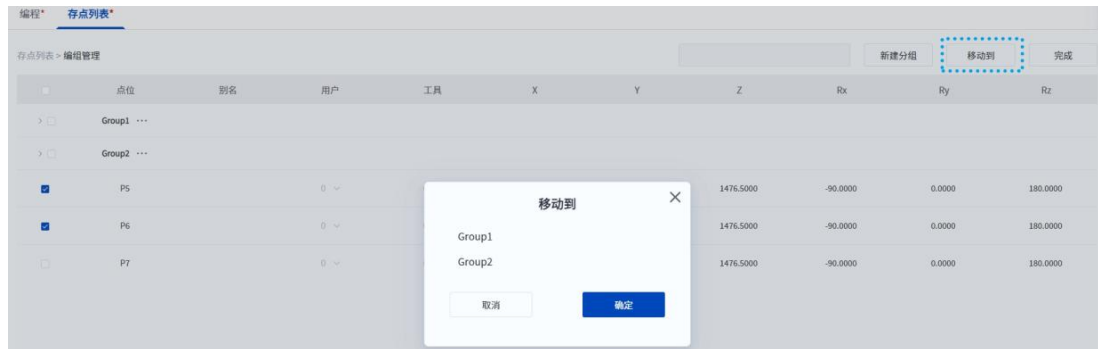 编程* 存点列表*
存点列表 > 编组管理 新建分组 移动到 完成
点位 别名 用户 工具 X Y Z Rx Ry Rz
> Group1 ···
> Group2 ···
P5 0 1476.5000 -90.0000 0.0000 180.0000
P6 0 1476.5000 -90.0000 0.0000 180.0000
P7 0 1476.5000 -90.0000 0.0000 180.0000
移动到
Group1
Group2
取消 确定